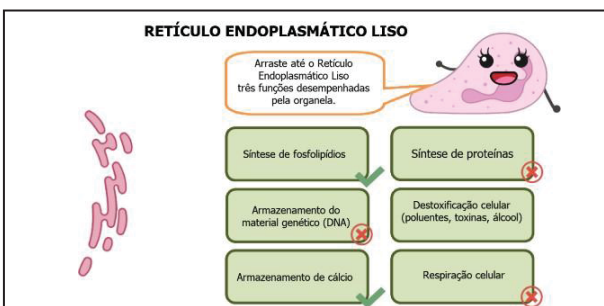 RETÍCULO ENDOPLASMÁTICO LISO
Arraste até o Retículo
Endoplasmático Liso
três funções desempenhadas
pela organela.
Síntese de fosfolipídios
Síntese de proteínas
Armazenamento do
material genético (DNA)
Destoxificação celular
(poluentes, toxinas, álcool)
Armazenamento de cálcio
Respiração celular